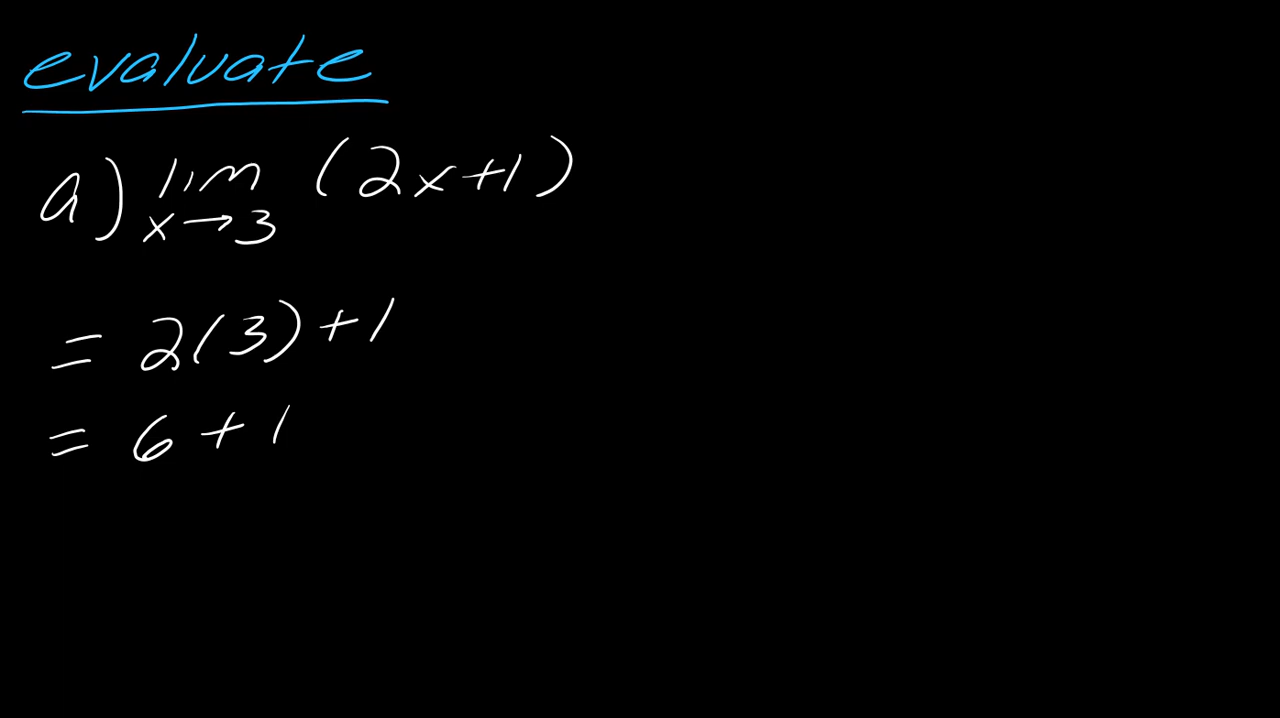 evaluate
a) lim (2x+1)
x→3
= 2(3)+1
= 6+1